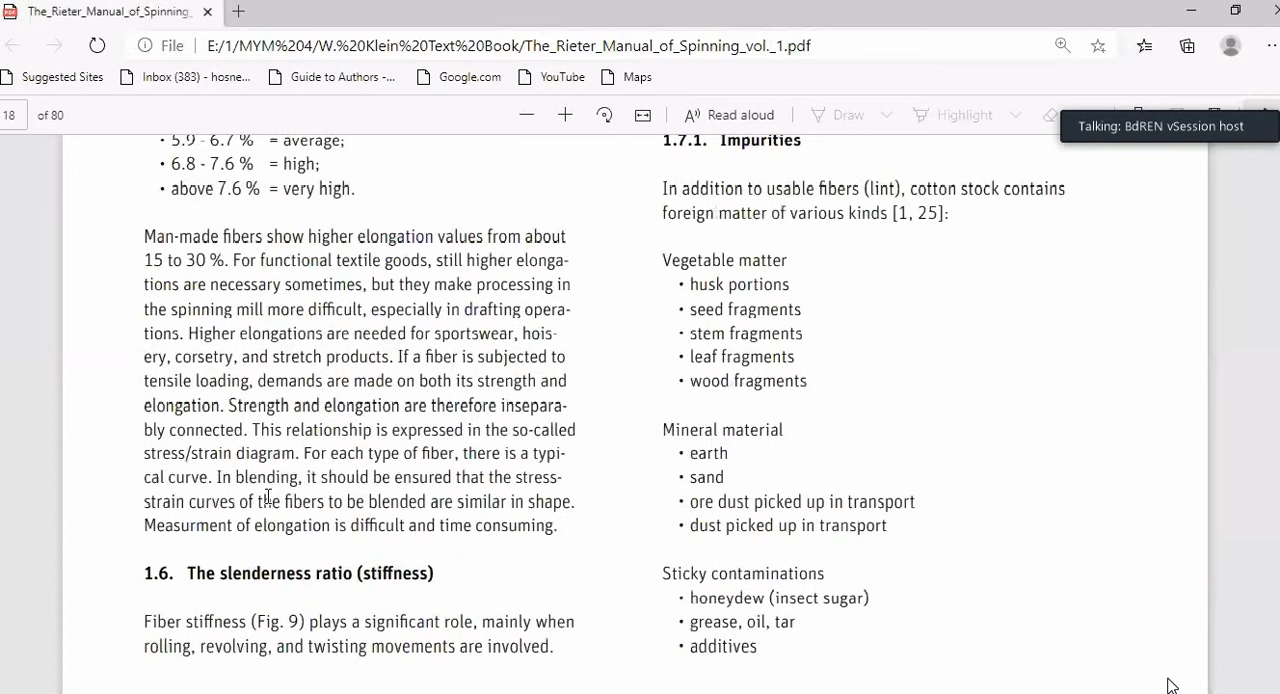 The_Rieter_Manual_of_Spinning_
File E:/1/MYM%204/W.%20Klein%20Text%20Book/The_Rieter_Manual_of_Spinning_vol._1.pdf
Suggested Sites Inbox (383) - hosne... Guide to Authors -... Google.com YouTube Maps
18 of 80 Read aloud Draw Highlight
Talking: BdREN vSession host
• 5.9 - 6.7 % = average;
• 6.8 - 7.6 % = high;
• above 7.6 % = very high.
Man-made fibers show higher elongation values from about
15 to 30 %. For functional textile goods, still higher elonga-
tions are necessary sometimes, but they make processing in
the spinning mill more difficult, especially in drafting opera-
tions. Higher elongations are needed for sportswear, hois-
ery, corsetry, and stretch products. If a fiber is subjected to
tensile loading, demands are made on both its strength and
elongation. Strength and elongation are therefore insepara-
bly connected. This relationship is expressed in the so-called
stress/strain diagram. For each type of fiber, there is a typi-
cal curve. In blending, it should be ensured that the stress-
strain curves of the fibers to be blended are similar in shape.
Measurment of elongation is difficult and time consuming.
1.6. The slenderness ratio (stiffness)
Fiber stiffness (Fig. 9) plays a significant role, mainly when
rolling, revolving, and twisting movements are involved.
1.7.1. Impurities
In addition to usable fibers (lint), cotton stock contains
foreign matter of various kinds [1, 25]:
Vegetable matter
• husk portions
• seed fragments
• stem fragments
• leaf fragments
• wood fragments
Mineral material
• earth
• sand
• ore dust picked up in transport
• dust picked up in transport
Sticky contaminations
• honeydew (insect sugar)
• grease, oil, tar
• additives